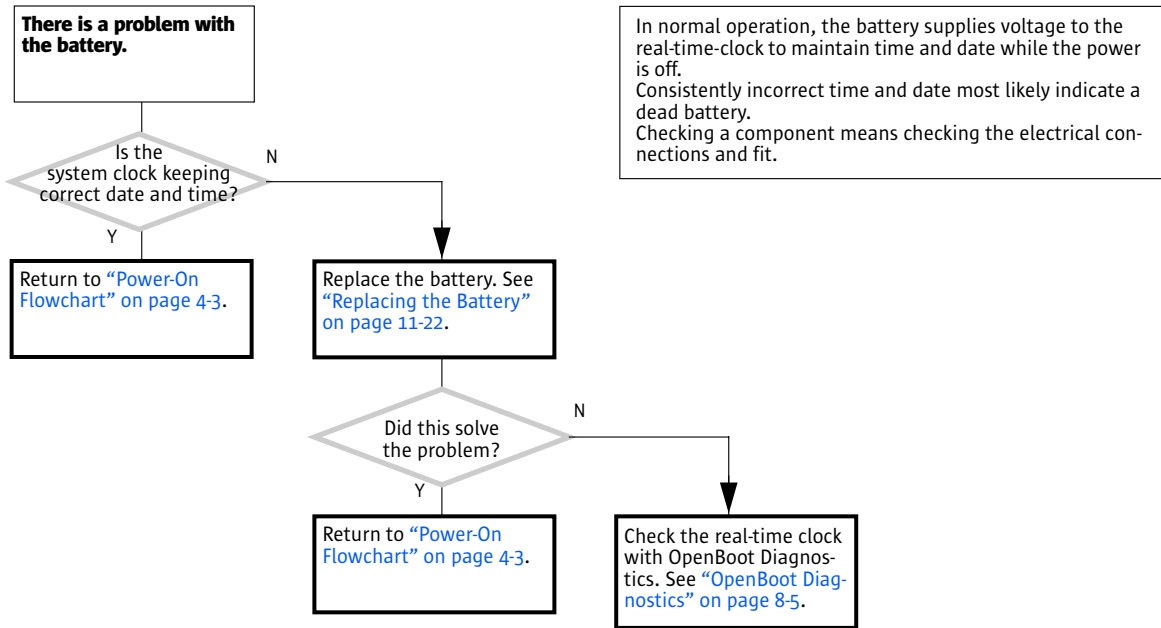 There is a problem with
the battery.
In normal operation, the battery supplies voltage to the
real-time-clock to maintain time and date while the power
is off.
Consistently incorrect time and date most likely indicate a
dead battery.
Checking a component means checking the electrical con-
nections and fit.
Is the
system clock keeping
correct date and time?
N
Y
Return to “Power-On
Flowchart” on page 4-3.
Replace the battery. See
“Replacing the Battery”
on page 11-22.
Did this solve
the problem?
N
Y
Return to “Power-On
Flowchart” on page 4-3.
Check the real-time clock
with OpenBoot Diagnos-
tics. See “OpenBoot Diag-
nostics” on page 8-5.